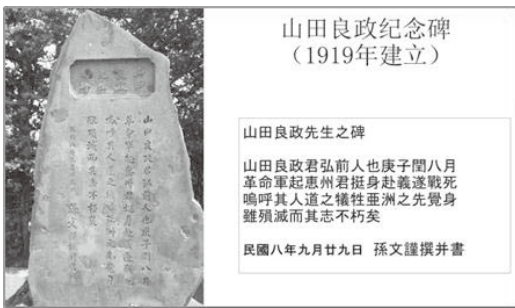 山田良政纪念碑
（1919年建立）
山田良政先生之碑
山田良政君弘前人也庚子閏八月
革命軍起惠州君挺身赴義遂戰死
嗚呼其人道之犧牲亞洲之先覺身
雖殞滅而其志不朽矣
民國八年九月廿九日 孫文謹撰并書